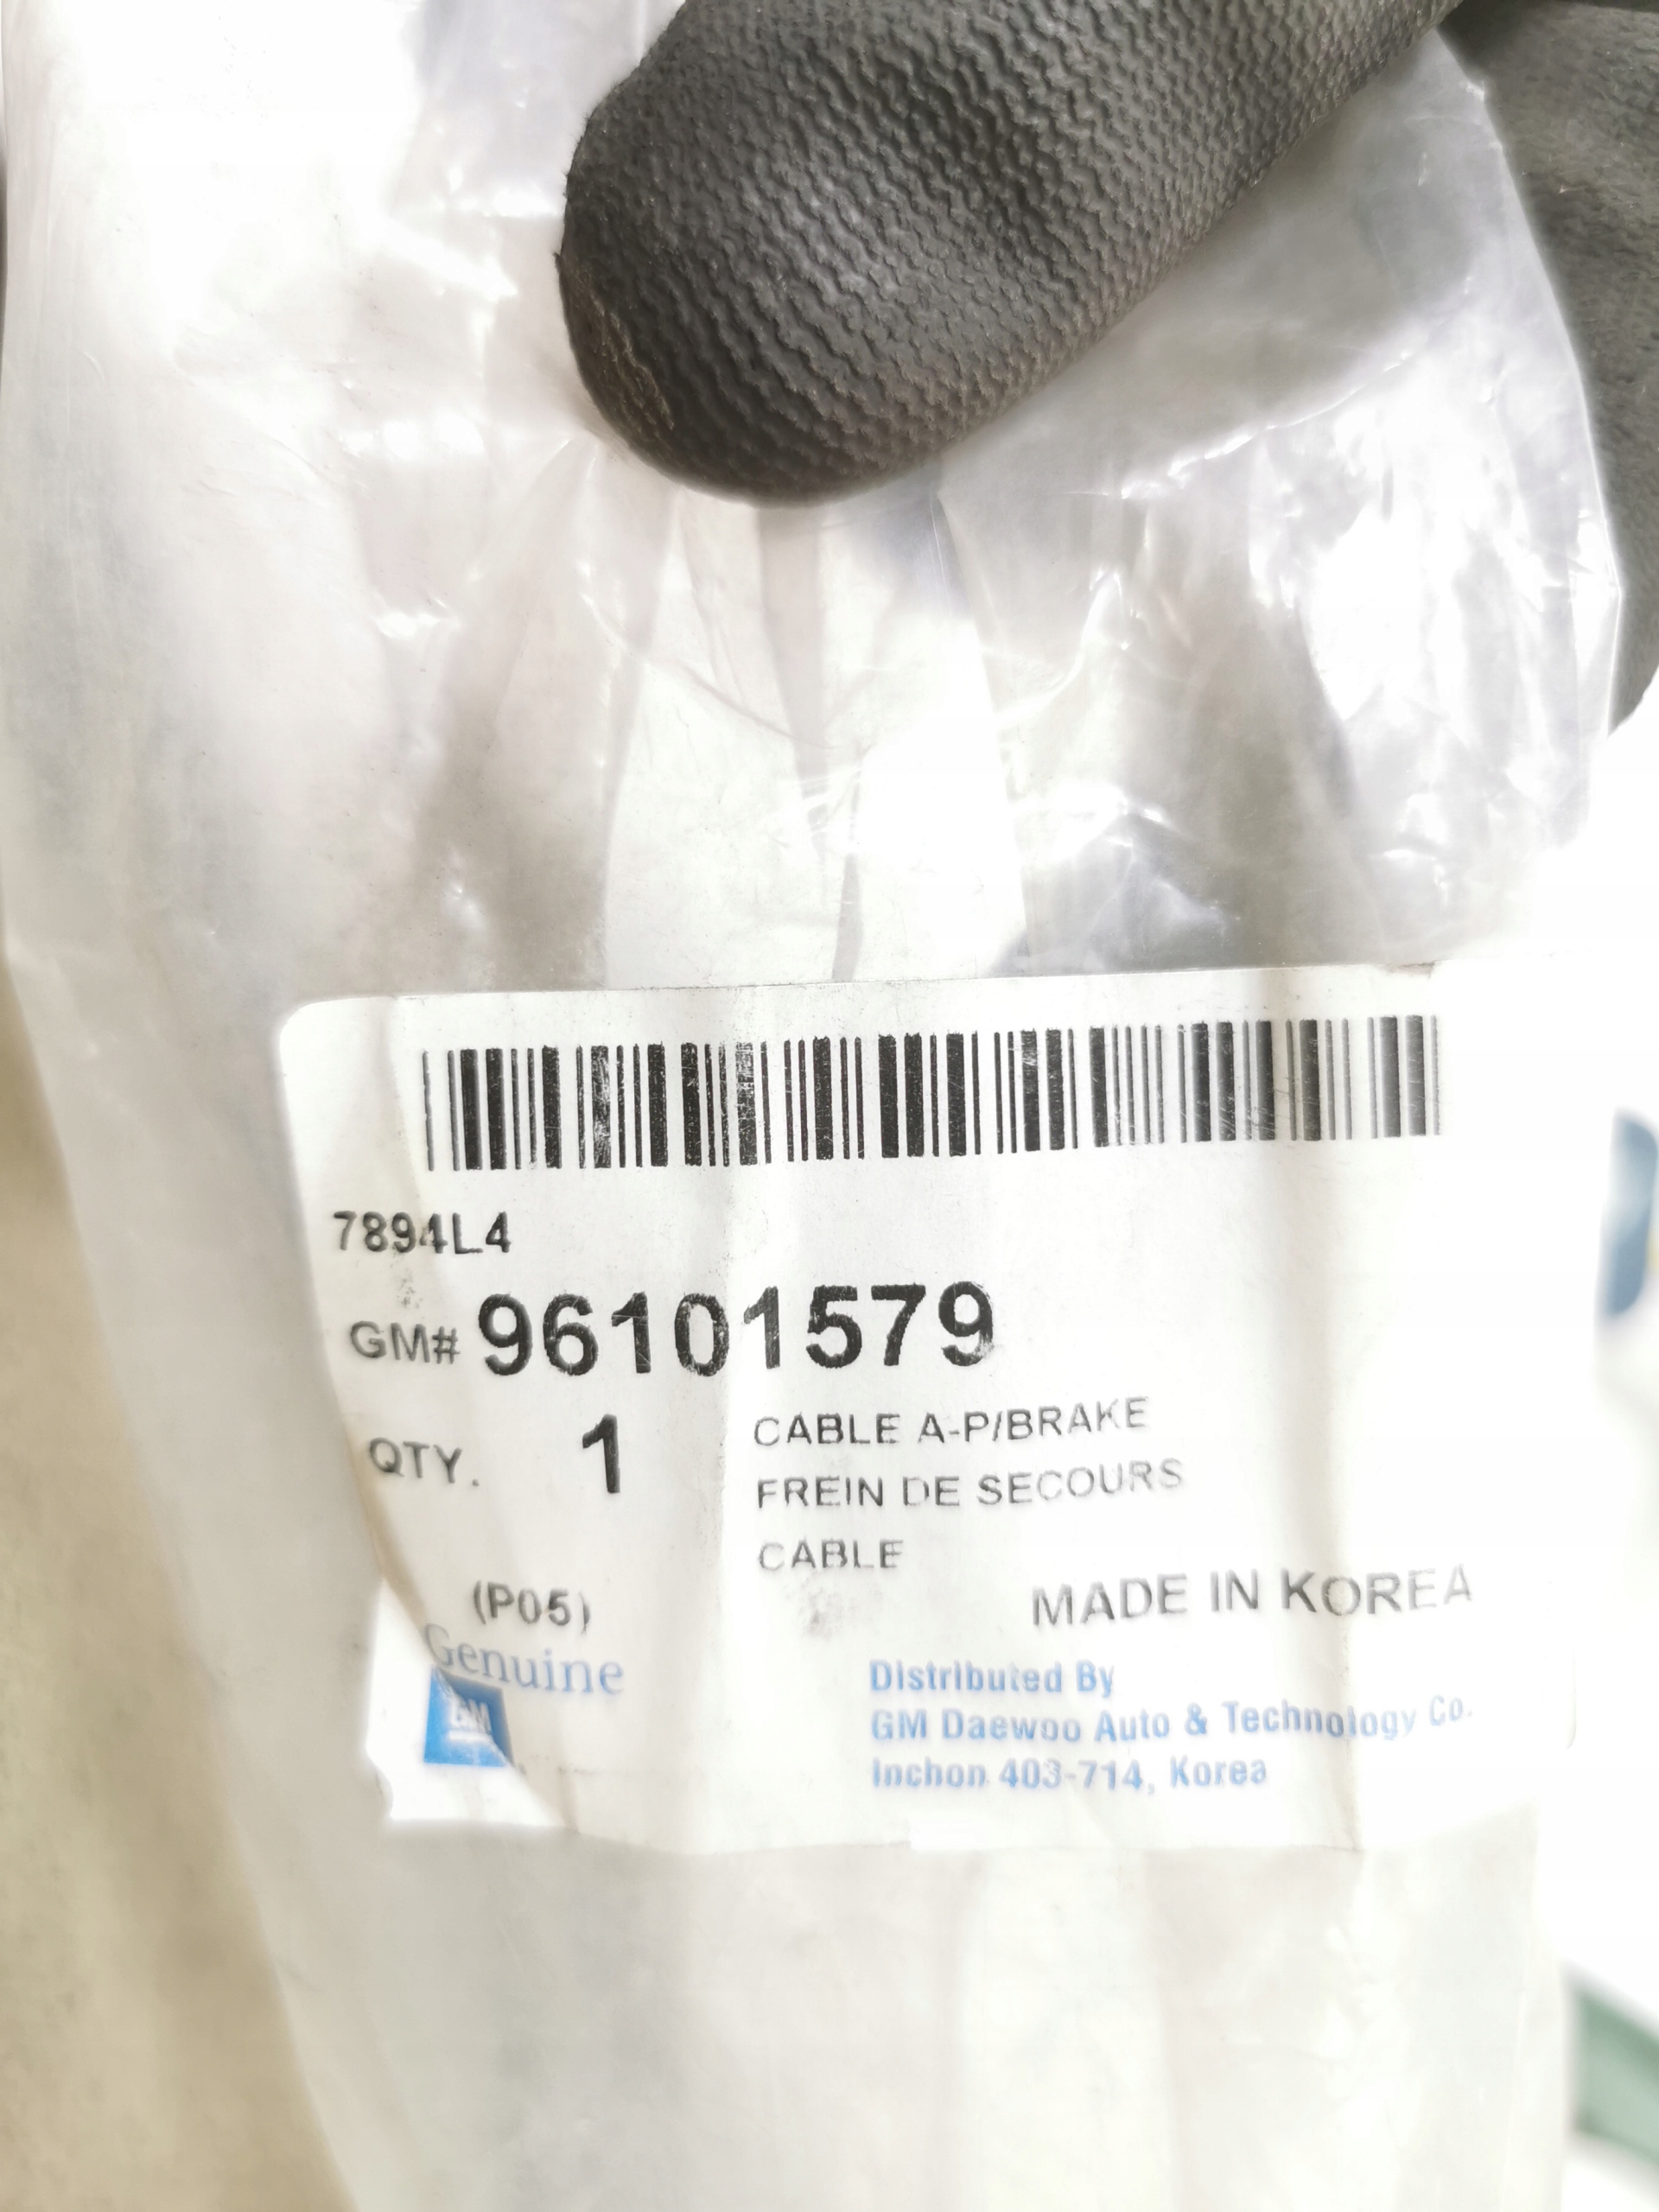 7894L4
GM# 96101579
QTY. 1
CABLE A-P/BRAKE
FREIN DE SECOURS
CABLE
(P05)
MADE IN KOREA
Genuine
GM
Distributed By
GM Daewoo Auto & Technology Co.
Inchon 403-714, Korea